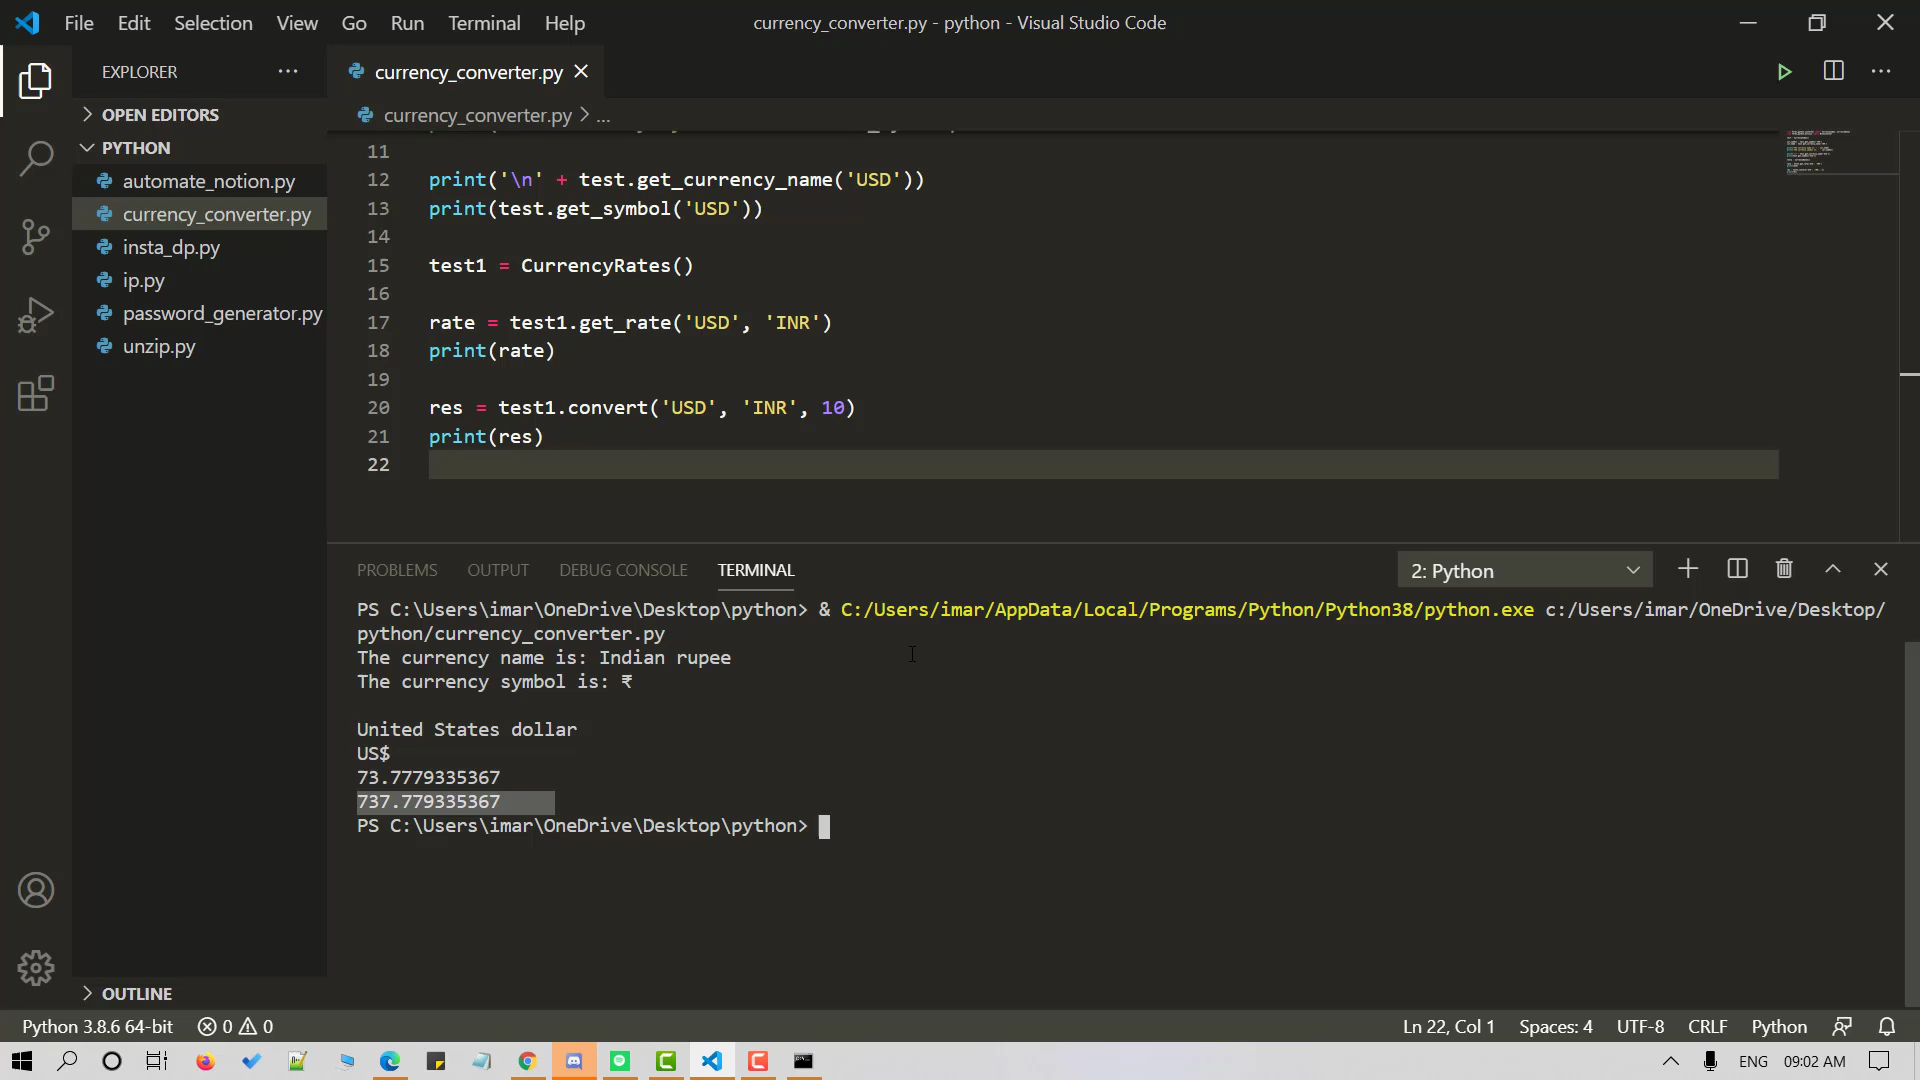 File Edit Selection View Go Run Terminal Help
currency_converter.py - python - Visual Studio Code
EXPLORER
currency_converter.py
OPEN EDITORS
currency_converter.py > ...
PYTHON
automate_notion.py
currency_converter.py
insta_dp.py
ip.py
password_generator.py
unzip.py
OUTLINE
11
12 print('\n' + test.get_currency_name('USD'))
13 print(test.get_symbol('USD'))
14
15 test1 = CurrencyRates()
16
17 rate = test1.get_rate('USD', 'INR')
18 print(rate)
19
20 res = test1.convert('USD', 'INR', 10)
21 print(res)
22
PROBLEMS OUTPUT DEBUG CONSOLE TERMINAL
2: Python
PS C:\Users\imar\OneDrive\Desktop\python> & C:/Users/imar/AppData/Local/Programs/Python/Python38/python.exe c:/Users/imar/OneDrive/Desktop/
python/currency_converter.py
The currency name is: Indian rupee
The currency symbol is: ₹
United States dollar
US$
73.7779335367
737.779335367
PS C:\Users\imar\OneDrive\Desktop\python>
Python 3.8.6 64-bit 0 0
Ln 22, Col 1 Spaces: 4 UTF-8 CRLF Python
ENG 09:02 AM